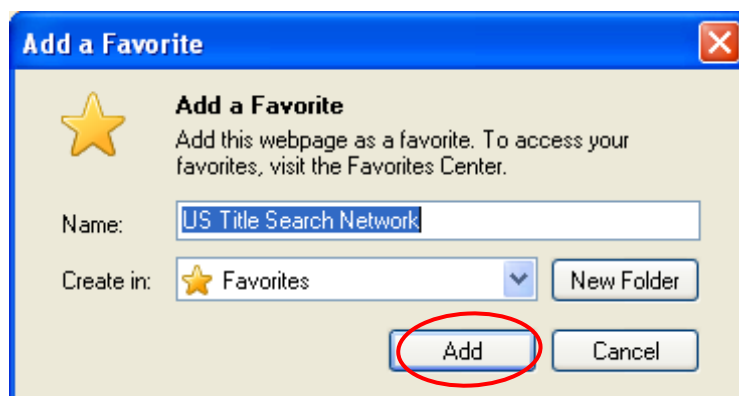 Add a Favorite
Add a Favorite
Add this webpage as a favorite. To access your
favorites, visit the Favorites Center.
Name: US Title Search Network
Create in: Favorites New Folder
Add Cancel